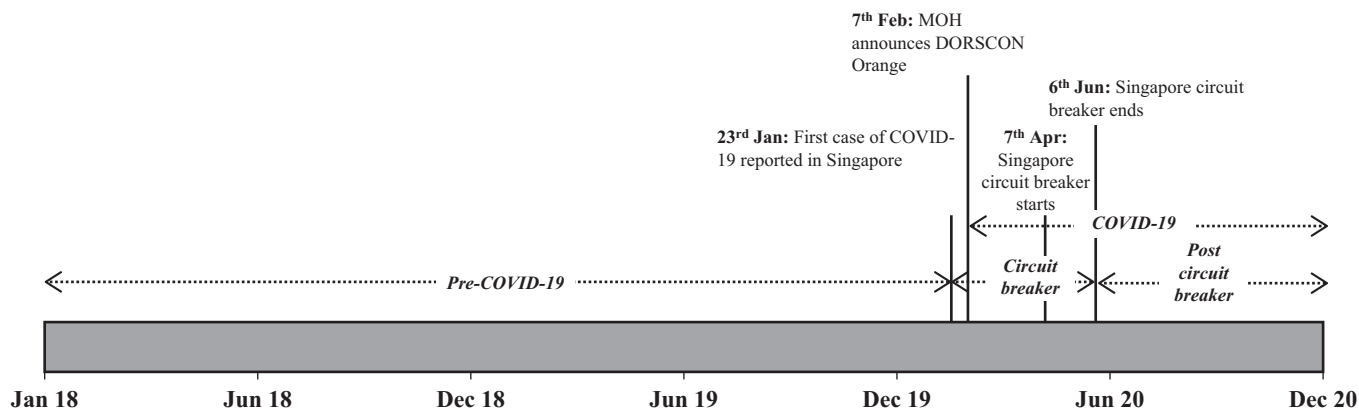 7th Feb: MOH
announces DORSCON
Orange
6th Jun: Singapore circuit
breaker ends
23rd Jan: First case of COVID-
19 reported in Singapore
7th Apr:
Singapore
circuit breaker
starts
COVID-19
Pre-COVID-19
Circuit
breaker
Post
circuit
breaker
Jan 18 Jun 18 Dec 18 Jun 19 Dec 19 Jun 20 Dec 20